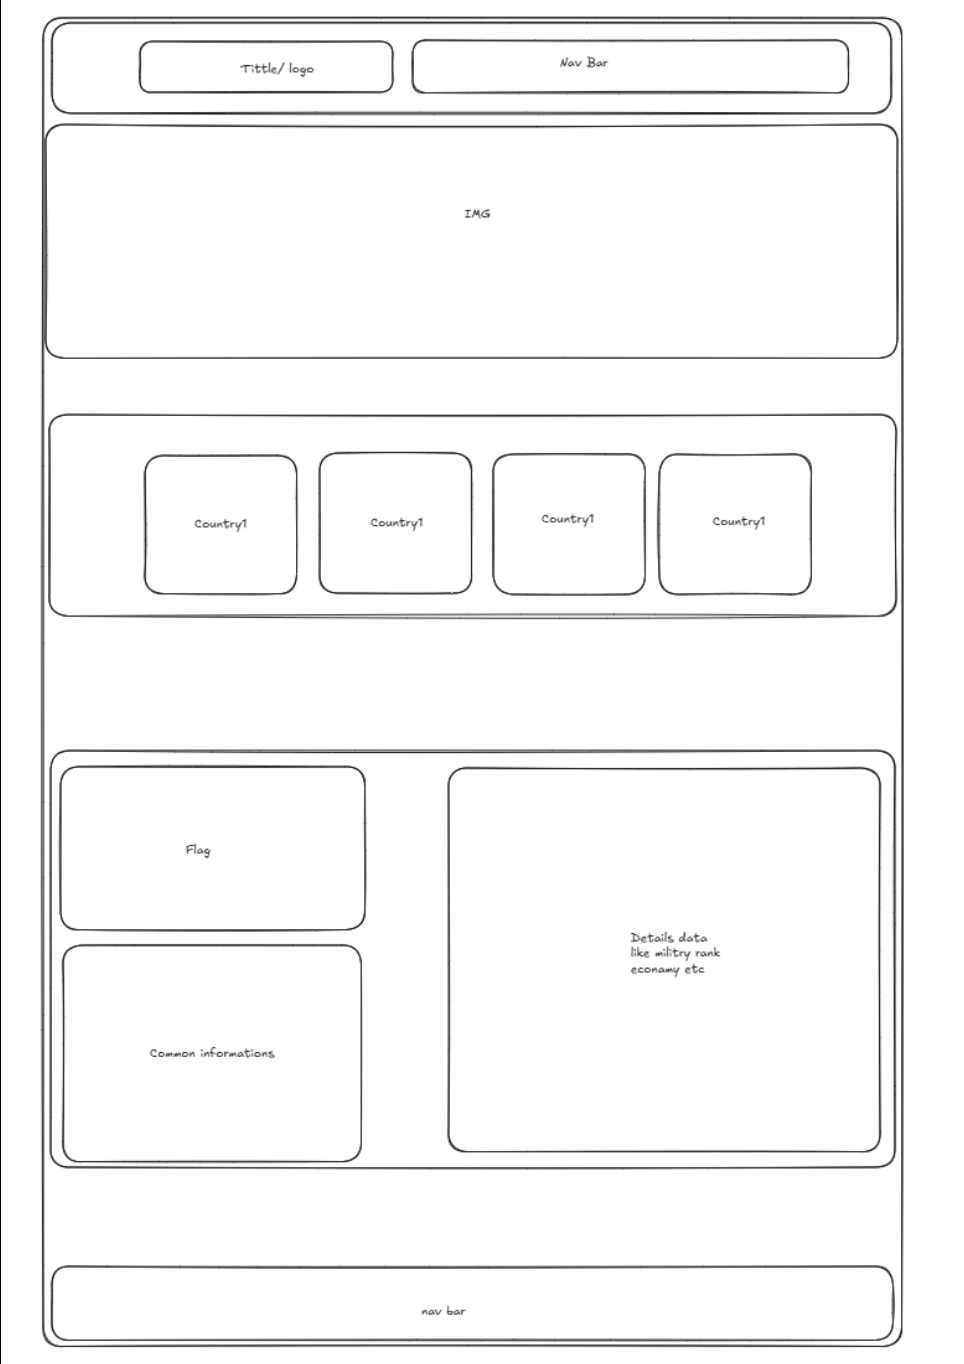 Tittle/ logo
Nav Bar
IMG
Country1
Country1
Country1
Country1
Flag
Details data
like militry rank
econamy etc
Common informations
nav bar